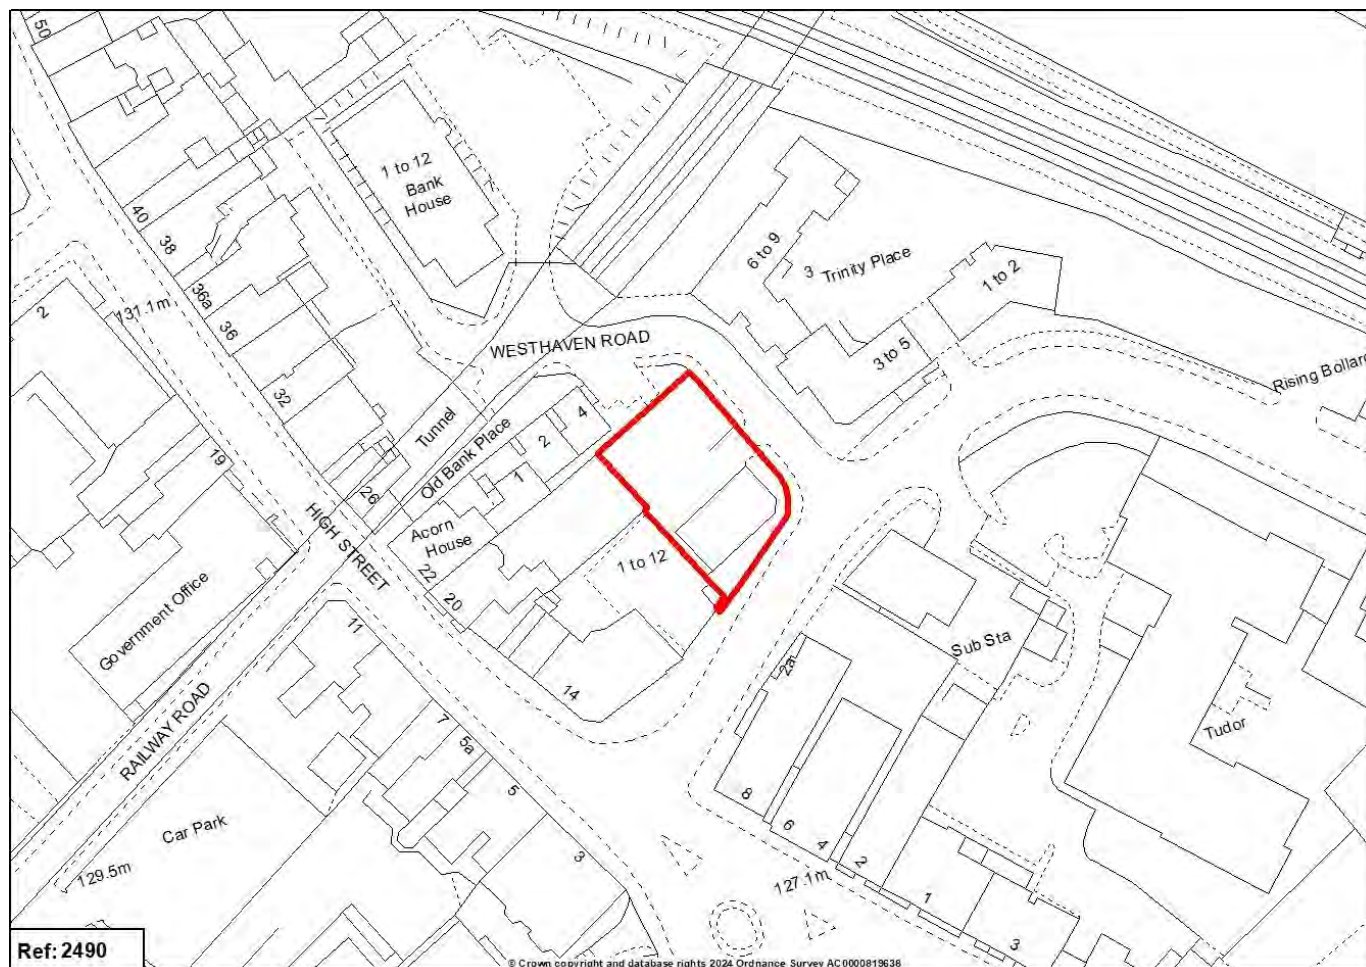 50
1 to 12
Bank
House
40
38
36a
36
32
131.1m
2
6 to 9
3
Trinity Place
1 to 2
3 to 5
Rising Bollard
WESTHAVEN ROAD
Tunnel
Old Bank Place
4
2
1
26
19
HIGH STREET
Acorn
House
22
20
1 to 12
14
Government Office
RAILWAY ROAD
11
7
5a
5
3
Car Park
129.5m
2a
Sub Sta
Tudor
8
6
4
2
1
3
127.1m
Ref: 2490
© Crown copyright and database rights 2024 Ordnance Survey AC0000819636